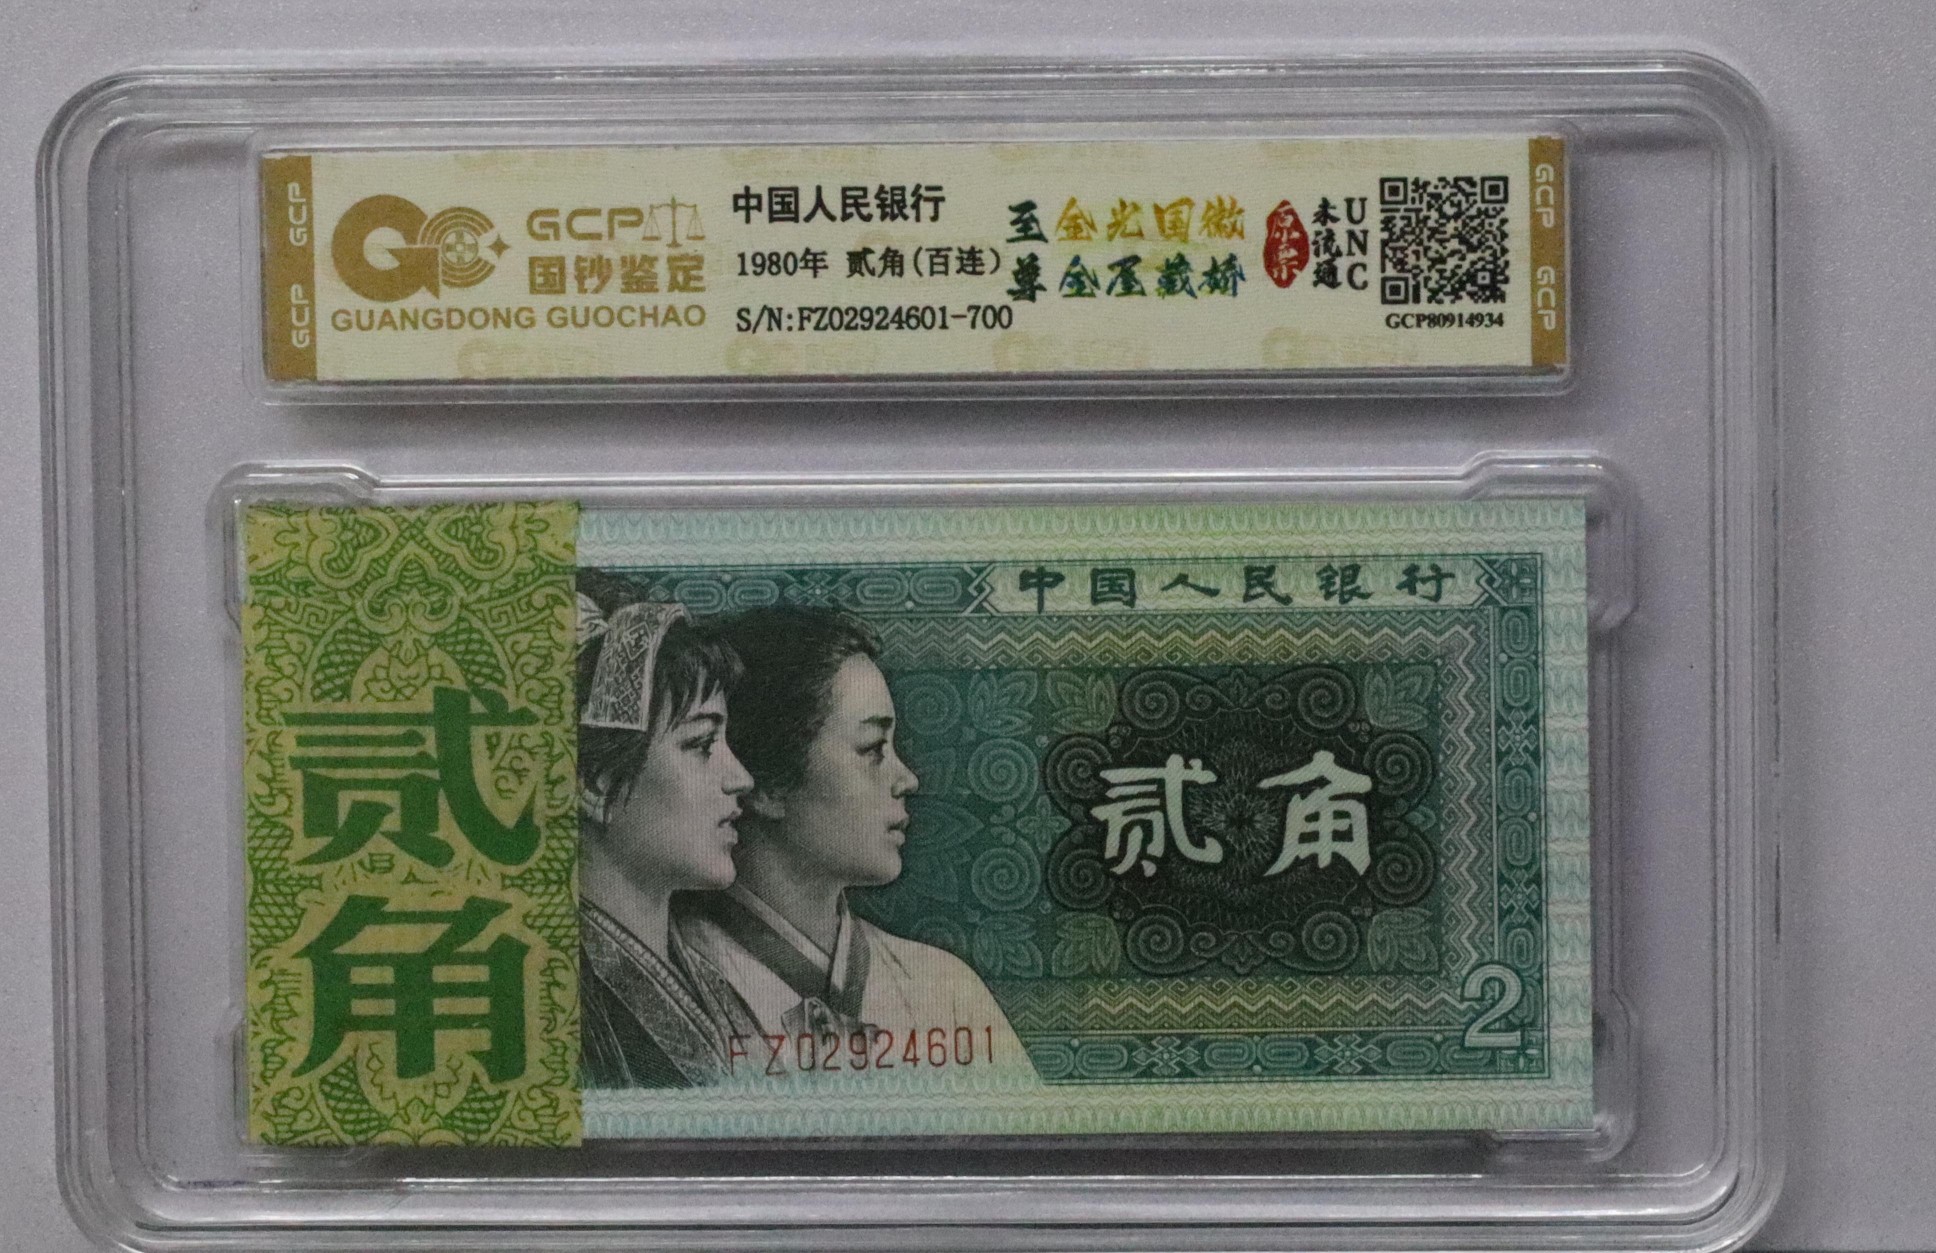 GCP
GCP
GC
GCP
国钞鉴定
GUANGDONG GUOCHAO
中国人民银行
1980年 贰角(百连)
S/N:FZ02924601-700
至尊
金光国徽
金屋藏娇
原票
未流通
UNC
GCP80914934
GCP
GCP
贰角
中国人民银行
贰角
2
FZ02924601